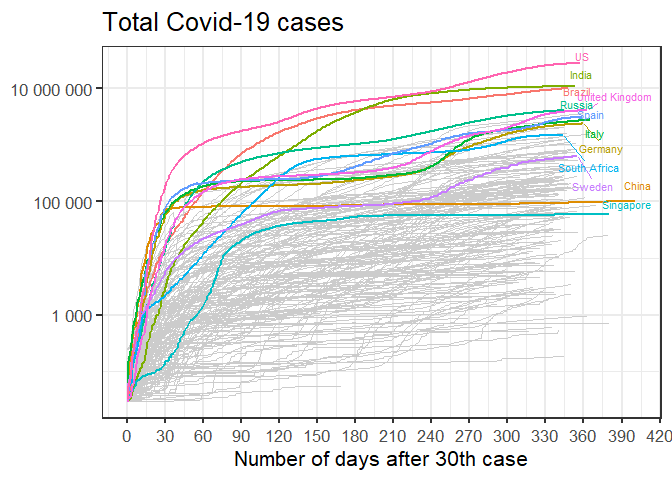 Total Covid-19 cases
US
India
Brazil
United Kingdom
Russia
Spain
Italy
Germany
South Africa
Sweden
China
Singapore
10 000 000
100 000
1 000
0 30 60 90 120 150 180 210 240 270 300 330 360 390 420
Number of days after 30th case